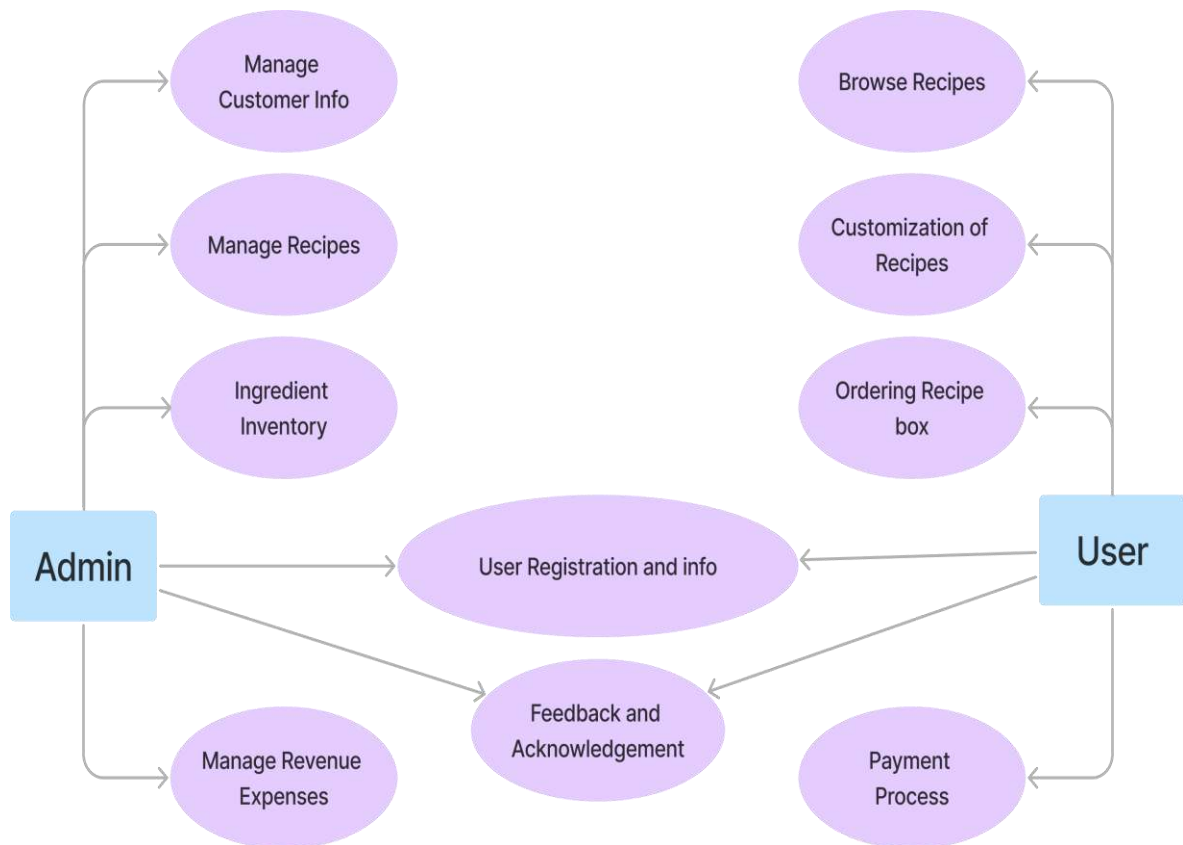 Manage
Customer Info
Browse Recipes
Manage Recipes
Customization of
Recipes
Ingredient
Inventory
Ordering Recipe
box
Admin
User Registration and info
User
Feedback and
Acknowledgement
Manage Revenue
Expenses
Payment
Process